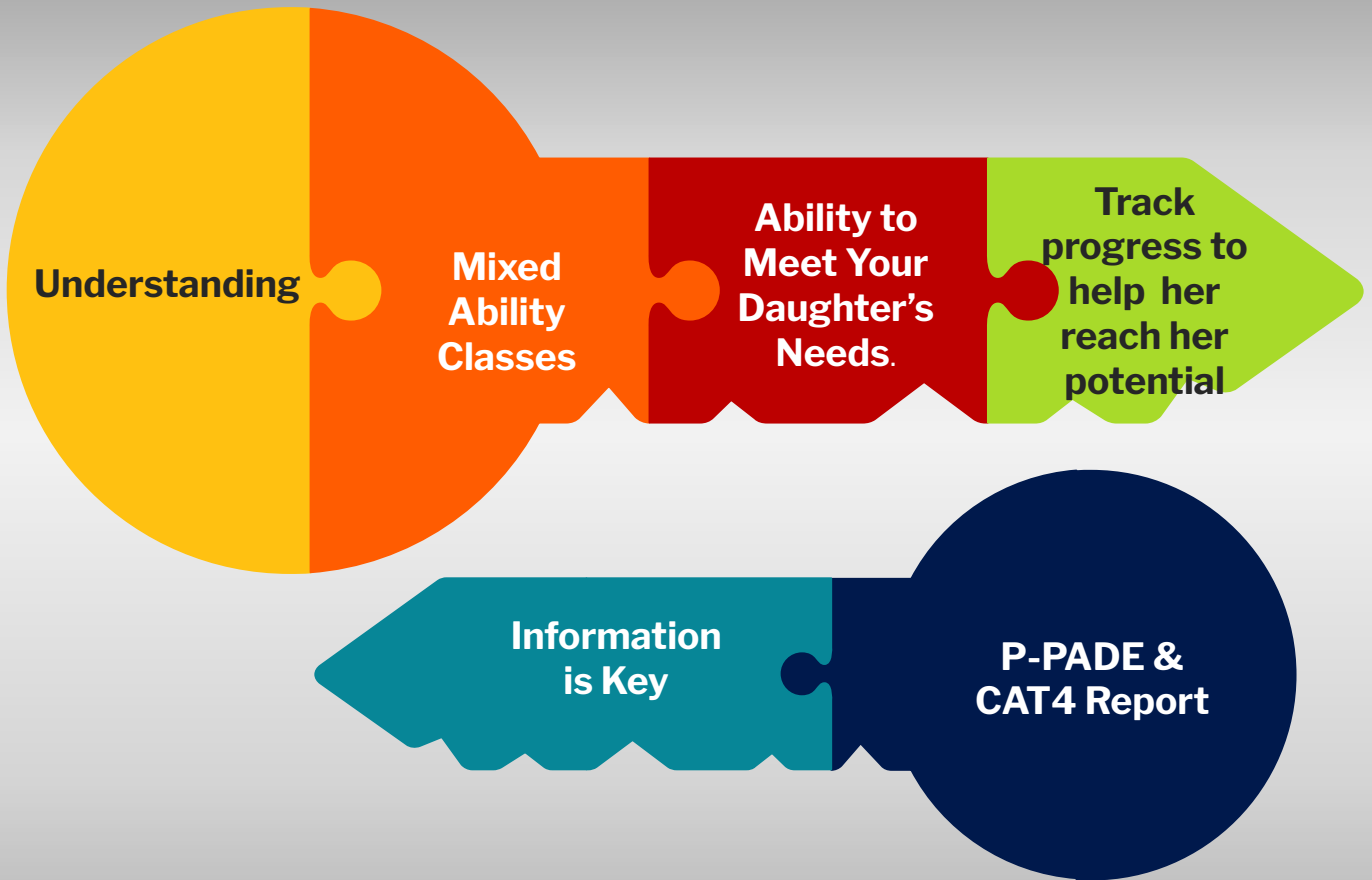 Understanding
Mixed
Ability
Classes
Ability to
Meet Your
Daughter's
Needs.
Track
progress to
help her
reach her
potential
Information
is Key
P-PADE &
CAT4 Report